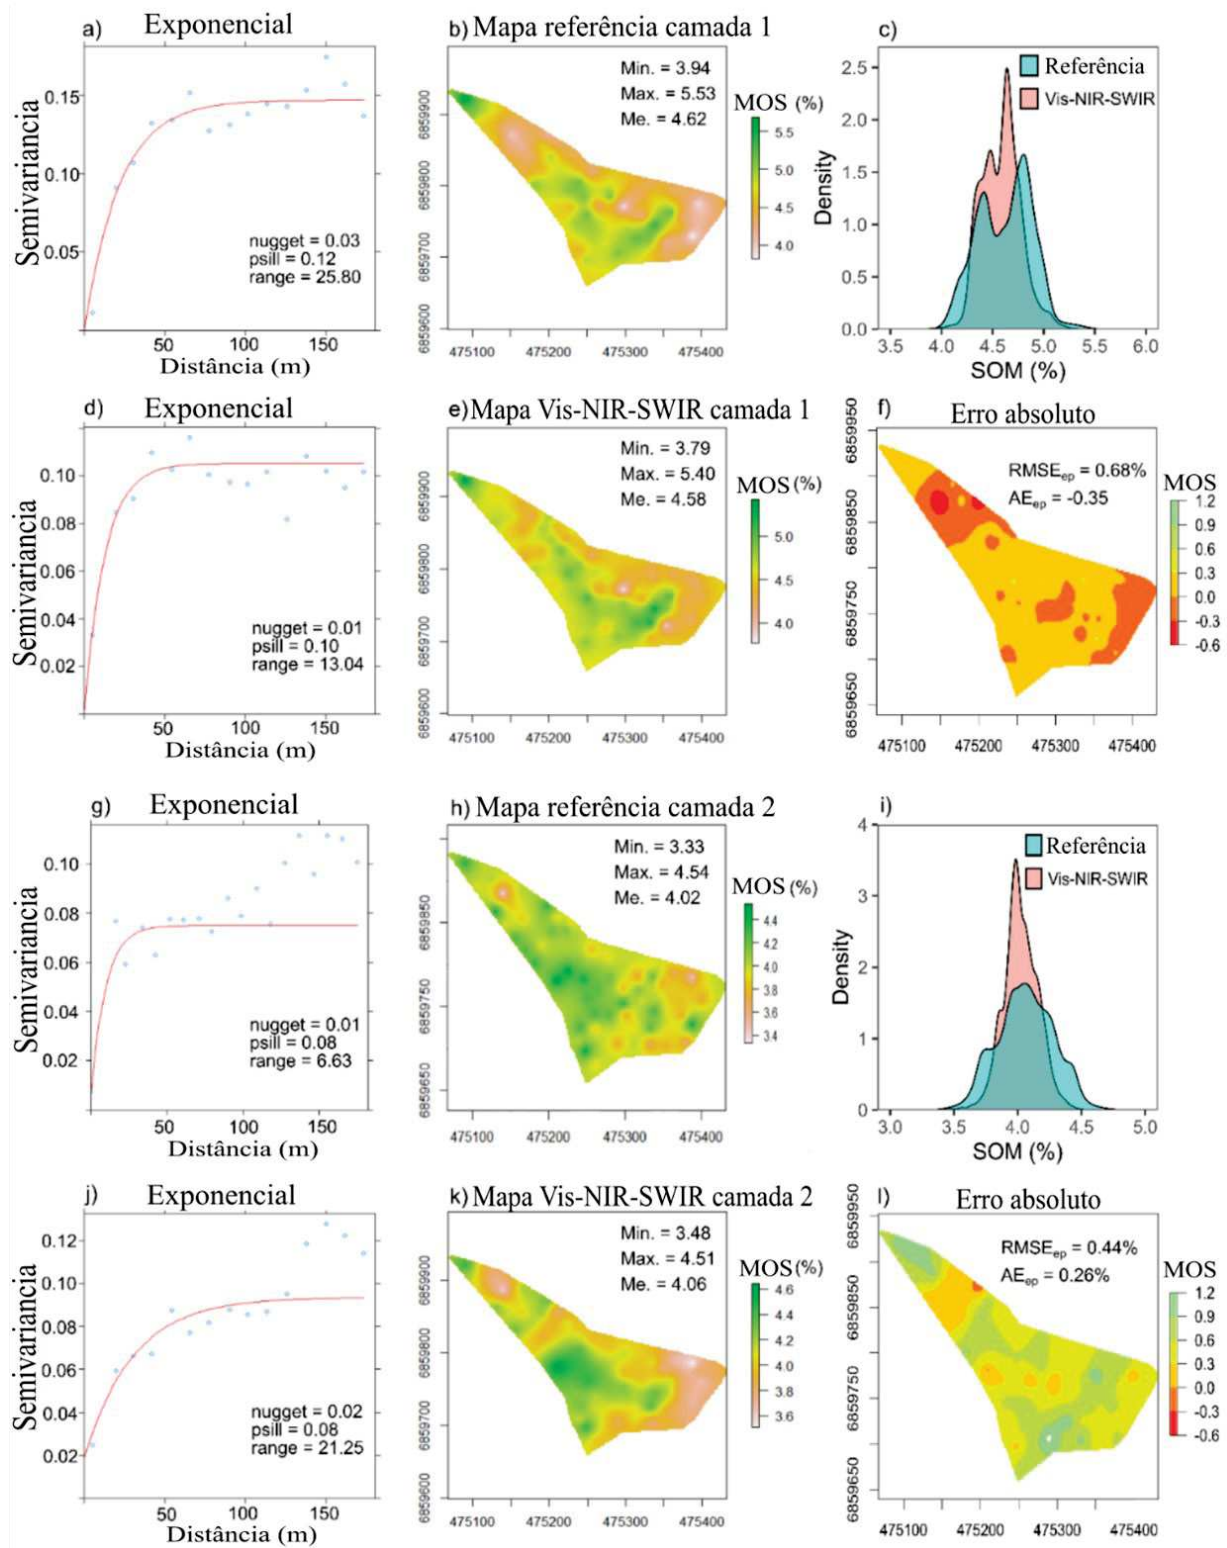 a) Exponencial
Semivariancia
0.15
0.10
0.05
nugget = 0.03
psill = 0.12
range = 25.80
50 100 150
Distância (m)
b) Mapa referência camada 1
Min. = 3.94
Max. = 5.53
Me. = 4.62
MOS (%)
5.5
5.0
4.5
4.0
6859900
6859800
6859700
6859600
475100 475200 475300 475400
c)
Referência
Vis-NIR-SWIR
Density
2.5
2.0
1.5
1.0
0.5
0.0
3.5 4.0 4.5 5.0 5.5 6.0
SOM (%)
d) Exponencial
Semivariancia
0.10
0.08
0.06
0.04
0.02
nugget = 0.01
psill = 0.10
range = 13.04
50 100 150
Distância (m)
e) Mapa Vis-NIR-SWIR camada 1
Min. = 3.79
Max. = 5.40
Me. = 4.58
MOS (%)
5.0
4.5
4.0
6859900
6859800
6859700
6859600
475100 475200 475300 475400
f) Erro absoluto
RMSEep = 0.68%
AEep = -0.35
MOS
1.2
0.9
0.6
0.3
0.0
-0.3
-0.6
6859950
6859850
6859750
6859650
475100 475200 475300 475400
g) Exponencial
Semivariancia
0.10
0.08
0.06
0.04
0.02
nugget = 0.01
psill = 0.08
range = 6.63
50 100 150
Distância (m)
h) Mapa referência camada 2
Min. = 3.33
Max. = 4.54
Me. = 4.02
MOS (%)
4.4
4.2
4.0
3.8
3.6
3.4
6859850
6859750
6859650
475100 475200 475300 475400
i)
Referência
Vis-NIR-SWIR
Density
4
3
2
1
0
3.0 3.5 4.0 4.5 5.0
SOM (%)
j) Exponencial
Semivariancia
0.12
0.10
0.08
0.06
0.04
0.02
nugget = 0.02
psill = 0.08
range = 21.25
50 100 150
Distância (m)
k) Mapa Vis-NIR-SWIR camada 2
Min. = 3.48
Max. = 4.51
Me. = 4.06
MOS (%)
4.6
4.4
4.2
4.0
3.8
3.6
6859900
6859800
6859700
6859600
475100 475200 475300 475400
l) Erro absoluto
RMSEep = 0.44%
AEep = 0.26%
MOS
1.2
0.9
0.6
0.3
0.0
-0.3
-0.6
6859950
6859850
6859750
6859650
475100 475200 475300 475400